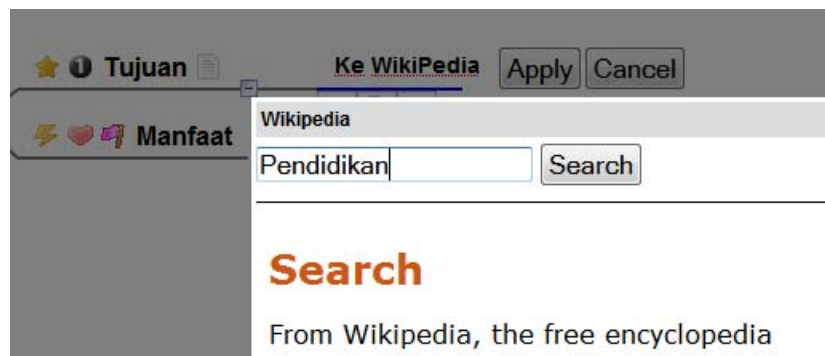 Tujuan
Ke WikiPedia Apply Cancel
Manfaat
Wikipedia
Pendidikan Search
Search
From Wikipedia, the free encyclopedia